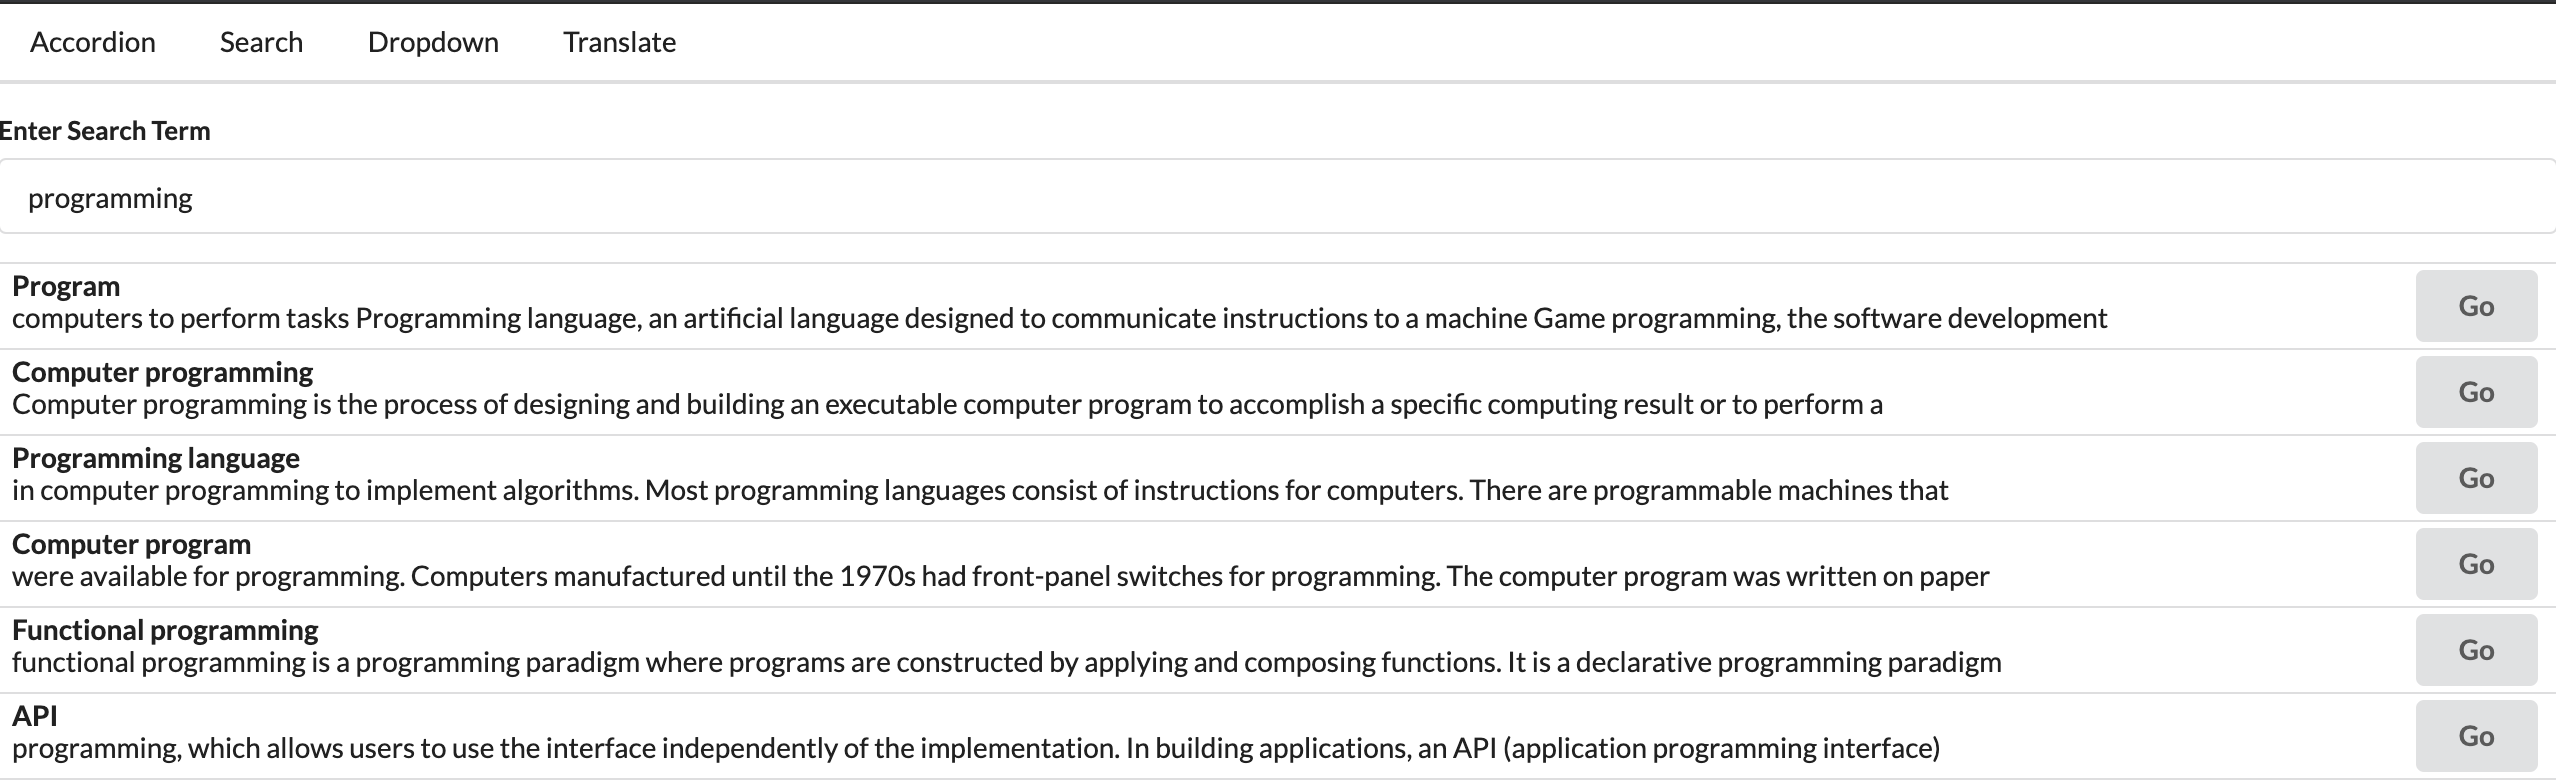 Accordion Search Dropdown Translate
Enter Search Term
programming
Program
computers to perform tasks Programming language, an artificial language designed to communicate instructions to a machine Game programming, the software development
Go
Computer programming
Computer programming is the process of designing and building an executable computer program to accomplish a specific computing result or to perform a
Go
Programming language
in computer programming to implement algorithms. Most programming languages consist of instructions for computers. There are programmable machines that
Go
Computer program
were available for programming. Computers manufactured until the 1970s had front-panel switches for programming. The computer program was written on paper
Go
Functional programming
functional programming is a programming paradigm where programs are constructed by applying and composing functions. It is a declarative programming paradigm
Go
API
programming, which allows users to use the interface independently of the implementation. In building applications, an API (application programming interface)
Go